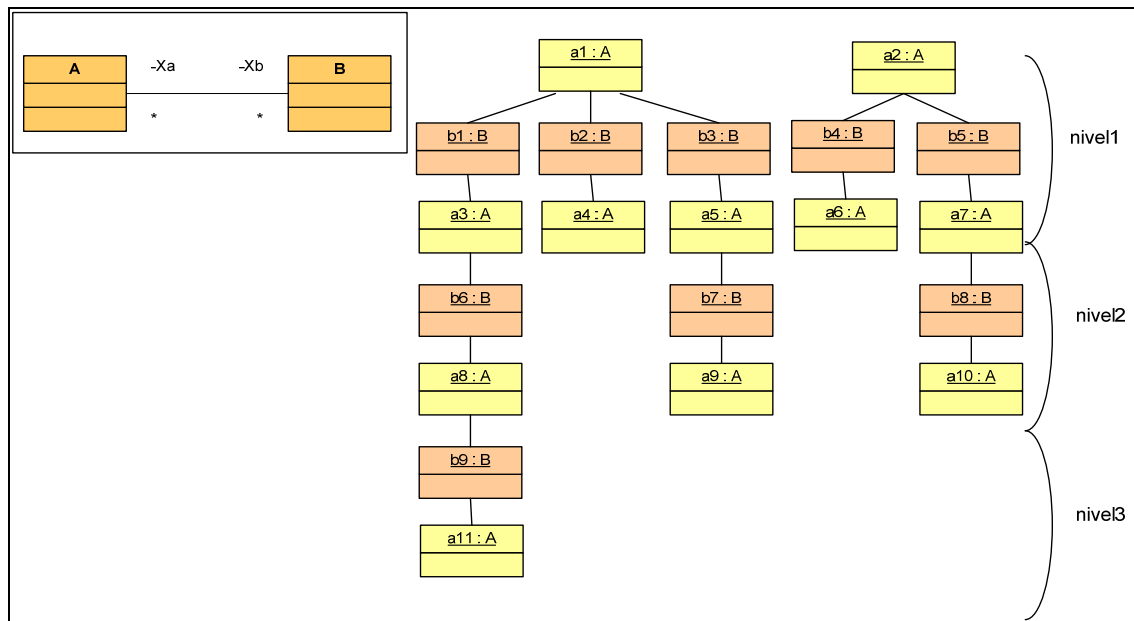 A -Xa -Xb B
* *
a1 : A a2 : A
b1 : B b2 : B b3 : B b4 : B b5 : B
nivel1
a3 : A a4 : A a5 : A a6 : A a7 : A
b6 : B b7 : B b8 : B
nivel2
a8 : A a9 : A a10 : A
b9 : B
nivel3
a11 : A